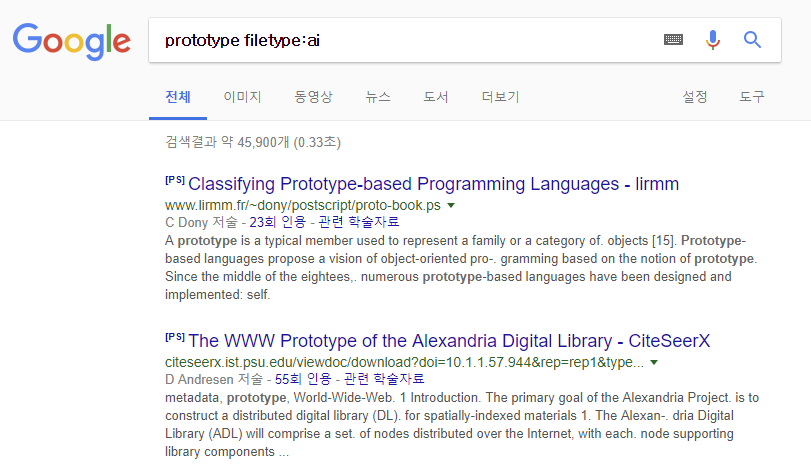 Google
prototype filetype:ai
전체 이미지 동영상 뉴스 도서 더보기 설정 도구
검색결과 약 45,900개 (0.33초)
[PS] Classifying Prototype-based Programming Languages - lirmm
www.lirmm.fr/~dony/postscript/proto-book.ps
C Dony 저술 - 23회 인용 - 관련 학술자료
A prototype is a typical member used to represent a family or a category of. objects [15]. Prototype-
based languages propose a vision of object-oriented pro-. gramming based on the notion of prototype.
Since the middle of the eightees,. numerous prototype-based languages have been designed and
implemented: self.
[PS] The WWW Prototype of the Alexandria Digital Library - CiteSeerX
citeseerx.ist.psu.edu/viewdoc/download?doi=10.1.1.57.944&rep=rep1&type...
D Andresen 저술 - 55회 인용 - 관련 학술자료
metadata, prototype, World-Wide-Web. 1 Introduction. The primary goal of the Alexandria Project. is to
construct a distributed digital library (DL). for spatially-indexed materials 1. The Alexan-. dria Digital
Library (ADL) will comprise a set. of nodes distributed over the Internet, with each. node supporting
library components ...